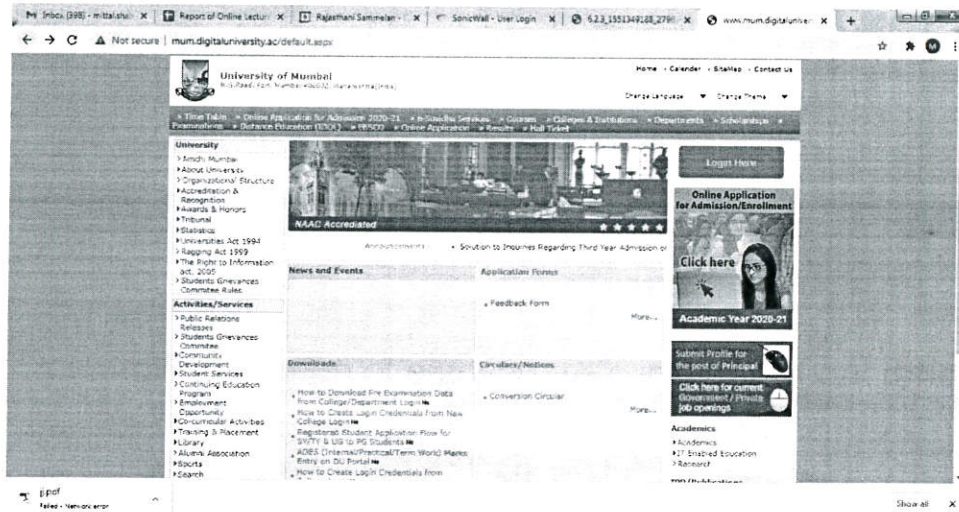 Inbox (398) - mittal.sha
Report of Online Lectur
Rajasthani Sammelan -
SonicWall - User Login
6.2.3_1551349188_279
www.mum.digitaluniver
Not secure | mum.digitaluniversity.ac/default.aspx
M
University of Mumbai
Home
Calender
SiteMap
Contact Us
Change Language
Change Theme
Time Table
Online Application for Admission 2020-21
e-Suvidha Services
Courses
Colleges & Institutions
Departments
Scholarships
Examinations
Distance Education (IDOL)
Online Application
Results
Hall Ticket
University
Amchi Mumbai
About University
Organizational Structure
Accreditation &
Recognition
Awards & Honors
Tribunal
Statistics
Universities Act 1994
Ragging Act 1999
The Right to Information
act, 2005
Students Grievances
Commitee Rules
Activities/Services
Public Relations
Releases
Students Grievances
Commitee
Community
Development
Student Services
Continuing Education
Program
Employment
Opportunity
Co-curricular Activities
Training & Placement
Library
Alumni Association
Sports
Search
NAAC Accrediated
Announcements
Solution to Inquiries Regarding Third Year Admission of
News and Events
Application Forms
Feedback Form
More...
Downloads
How to Download Pre Examination Data
from College/Department Login
How to Create Login Credentials from New
College Login
Registered Student Application Flow for
SY/TY & UG to PG Students
ADES (Internal/Practical/Term Work) Marks
Entry on DU Portal
How to Create Login Credentials from
Circulars/Notices
Conversion Circular
More...
Login Here
Online Application
for Admission/Enrollment
Click here
Academic Year 2020-21
Submit Profile for
the post of Principal
Click here for current
Government / Private
job openings
Academics
Academics
IT Enabled Education
Research
Failed - Network error
Show all